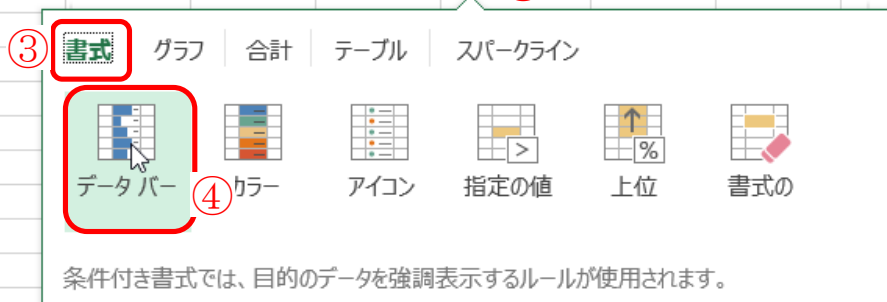 ③ 書式 グラフ 合計 テーブル スパークライン
データ バー ④ カラー アイコン 指定の値 上位 書式の
条件付き書式では、目的のデータを強調表示するルールが使用されます。